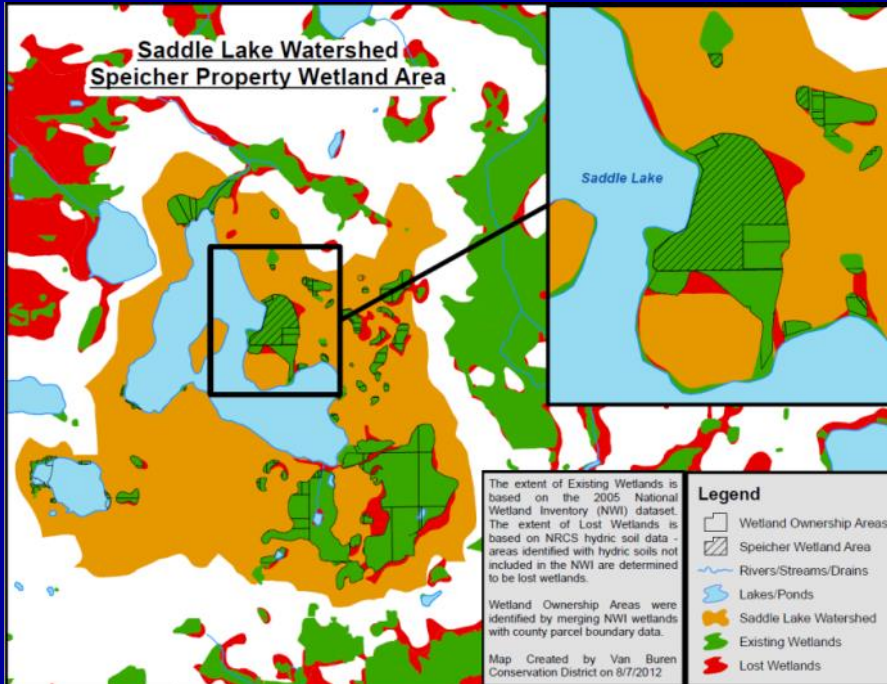 Saddle Lake Watershed
Speicher Property Wetland Area
Saddle Lake
The extent of Existing Wetlands is
based on the 2005 National
Wetland Inventory (NWI) dataset.
The extent of Lost Wetlands is
based on NRCS hydric soil data -
areas identified with hydric soils not
included in the NWI are determined
to be lost wetlands.
Wetland Ownership Areas were
identified by merging NWI wetlands
with county parcel boundary data.
Map Created by Van Buren
Conservation District on 8/7/2012
Legend
Wetland Ownership Areas
Speicher Wetland Area
Rivers/Streams/Drains
Lakes/Ponds
Saddle Lake Watershed
Existing Wetlands
Lost Wetlands